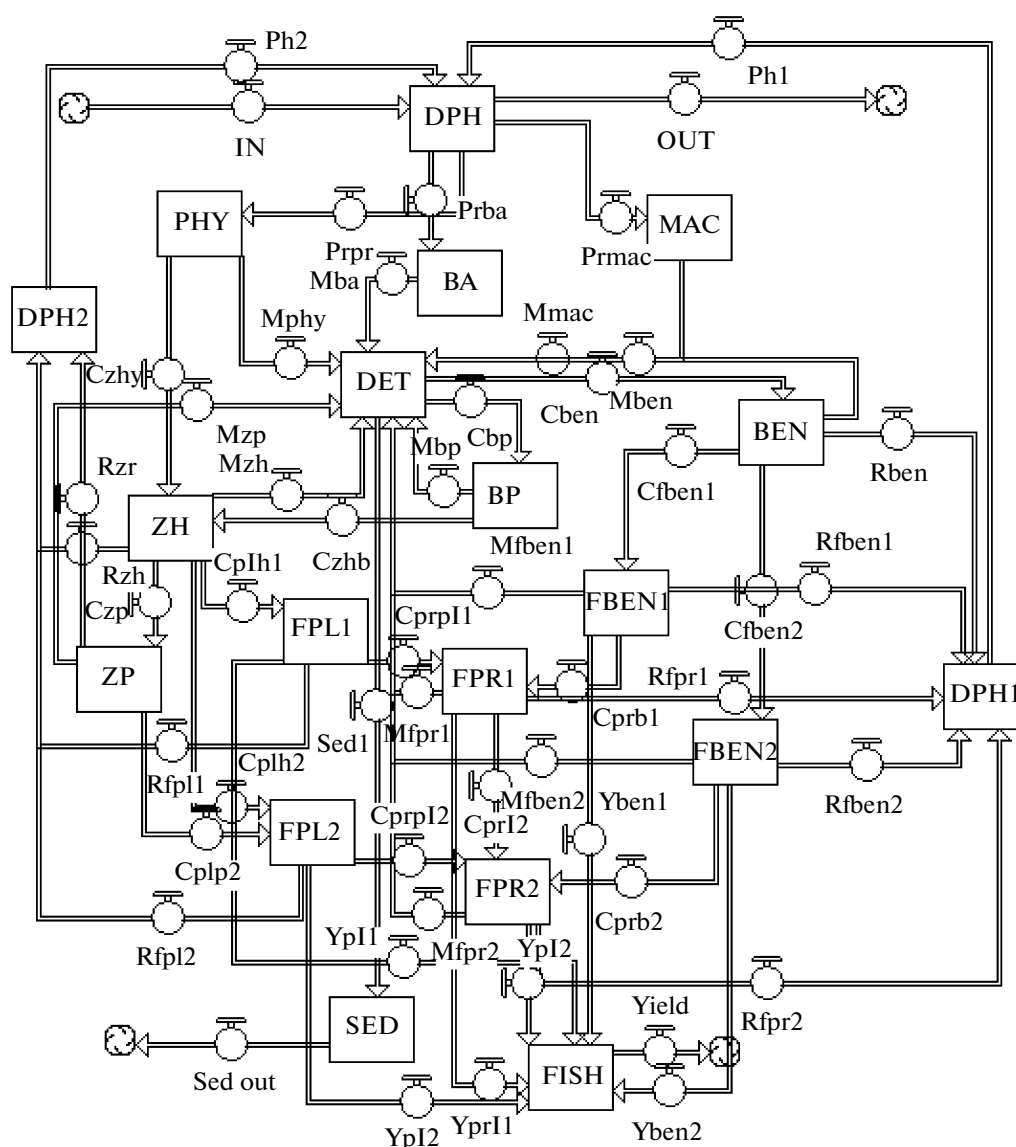 Ph2
Ph1
DPH
IN
OUT
Prba
PHY
MAC
Prpr
Prmac
Mba
BA
DPH2
Mphy
Mmac
Czhy
DET
Cben
Mben
Mzp
Cbp
BEN
Mzh
Mbp
Rben
Rzr
Cfben1
BP
ZH
CpIh1
Czhb
Mfben1
Rfben1
Rzh
Czp
FPL1
CprpI1
FBEN1
Cfben2
ZP
FPR1
Rfpr1
DPH1
Mfpr1
Cprb1
Sed1
FBEN2
Rfpl1
Cplh2
Mfben2
Yben1
Rfben2
CprpI2
CprI2
FPL2
Cplp2
FPR2
Cprb2
Rfpl2
YpI1
Mfpr2
YpI2
Yield
Rfpr2
SED
Sed out
FISH
YprI1
YpI2
Yben2